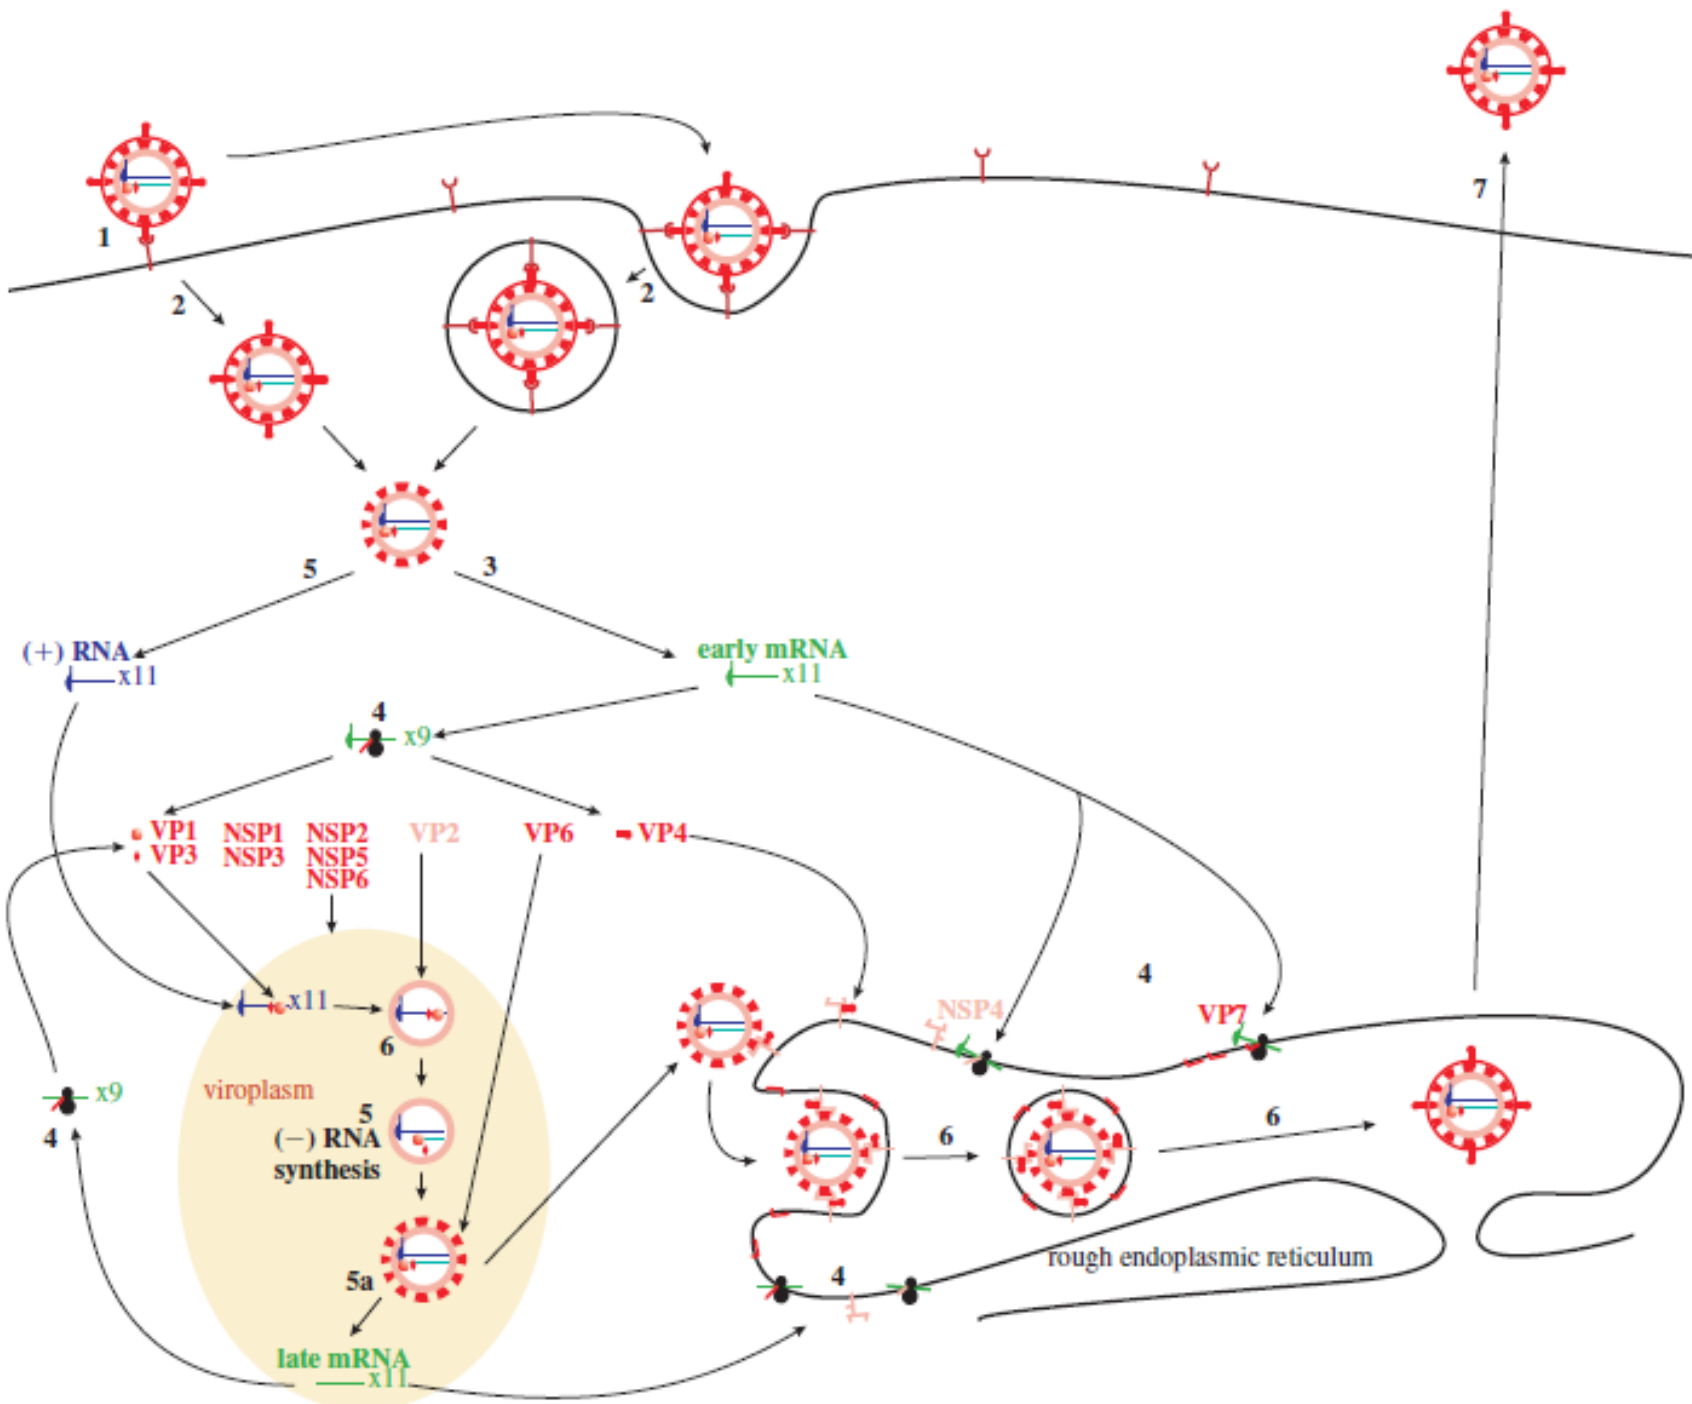 1
7
2
2
5
3
(+) RNA
x11
early mRNA
x11
4
x9
VP1
VP3
NSP1
NSP3
NSP2
NSP5
NSP6
VP2
VP6
VP4
4
NSP4
VP7
x11
6
viroplasm
x9
4
5
(−) RNA
synthesis
6
6
5a
4
rough endoplasmic reticulum
late mRNA
x11